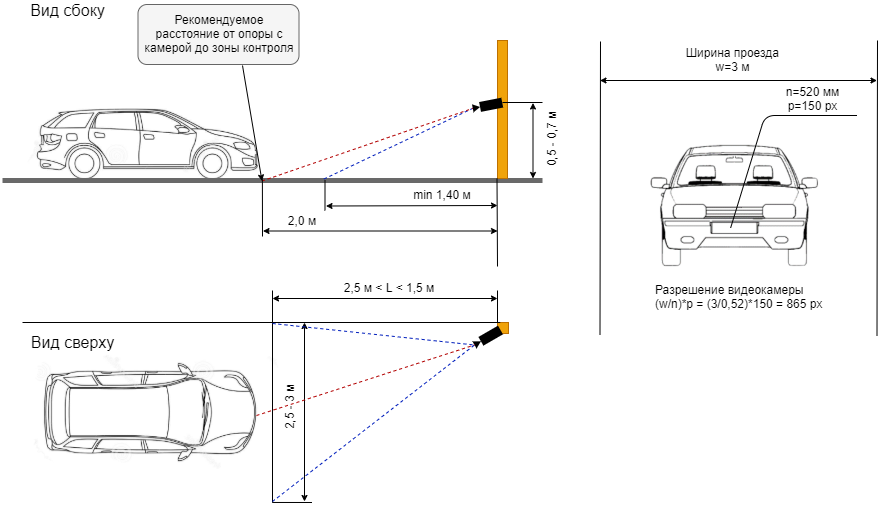 Вид сбоку
Рекомендуемое
расстояние от опоры с
камерой до зоны контроля
0,5 - 0,7 м
min 1,40 м
2,0 м
Ширина проезда
w=3 м
n=520 мм
p=150 px
Разрешение видеокамеры
(w/n)*p = (3/0,52)*150 = 865 px
2,5 м < L < 1,5 м
Вид сверху
2,5 - 3 м